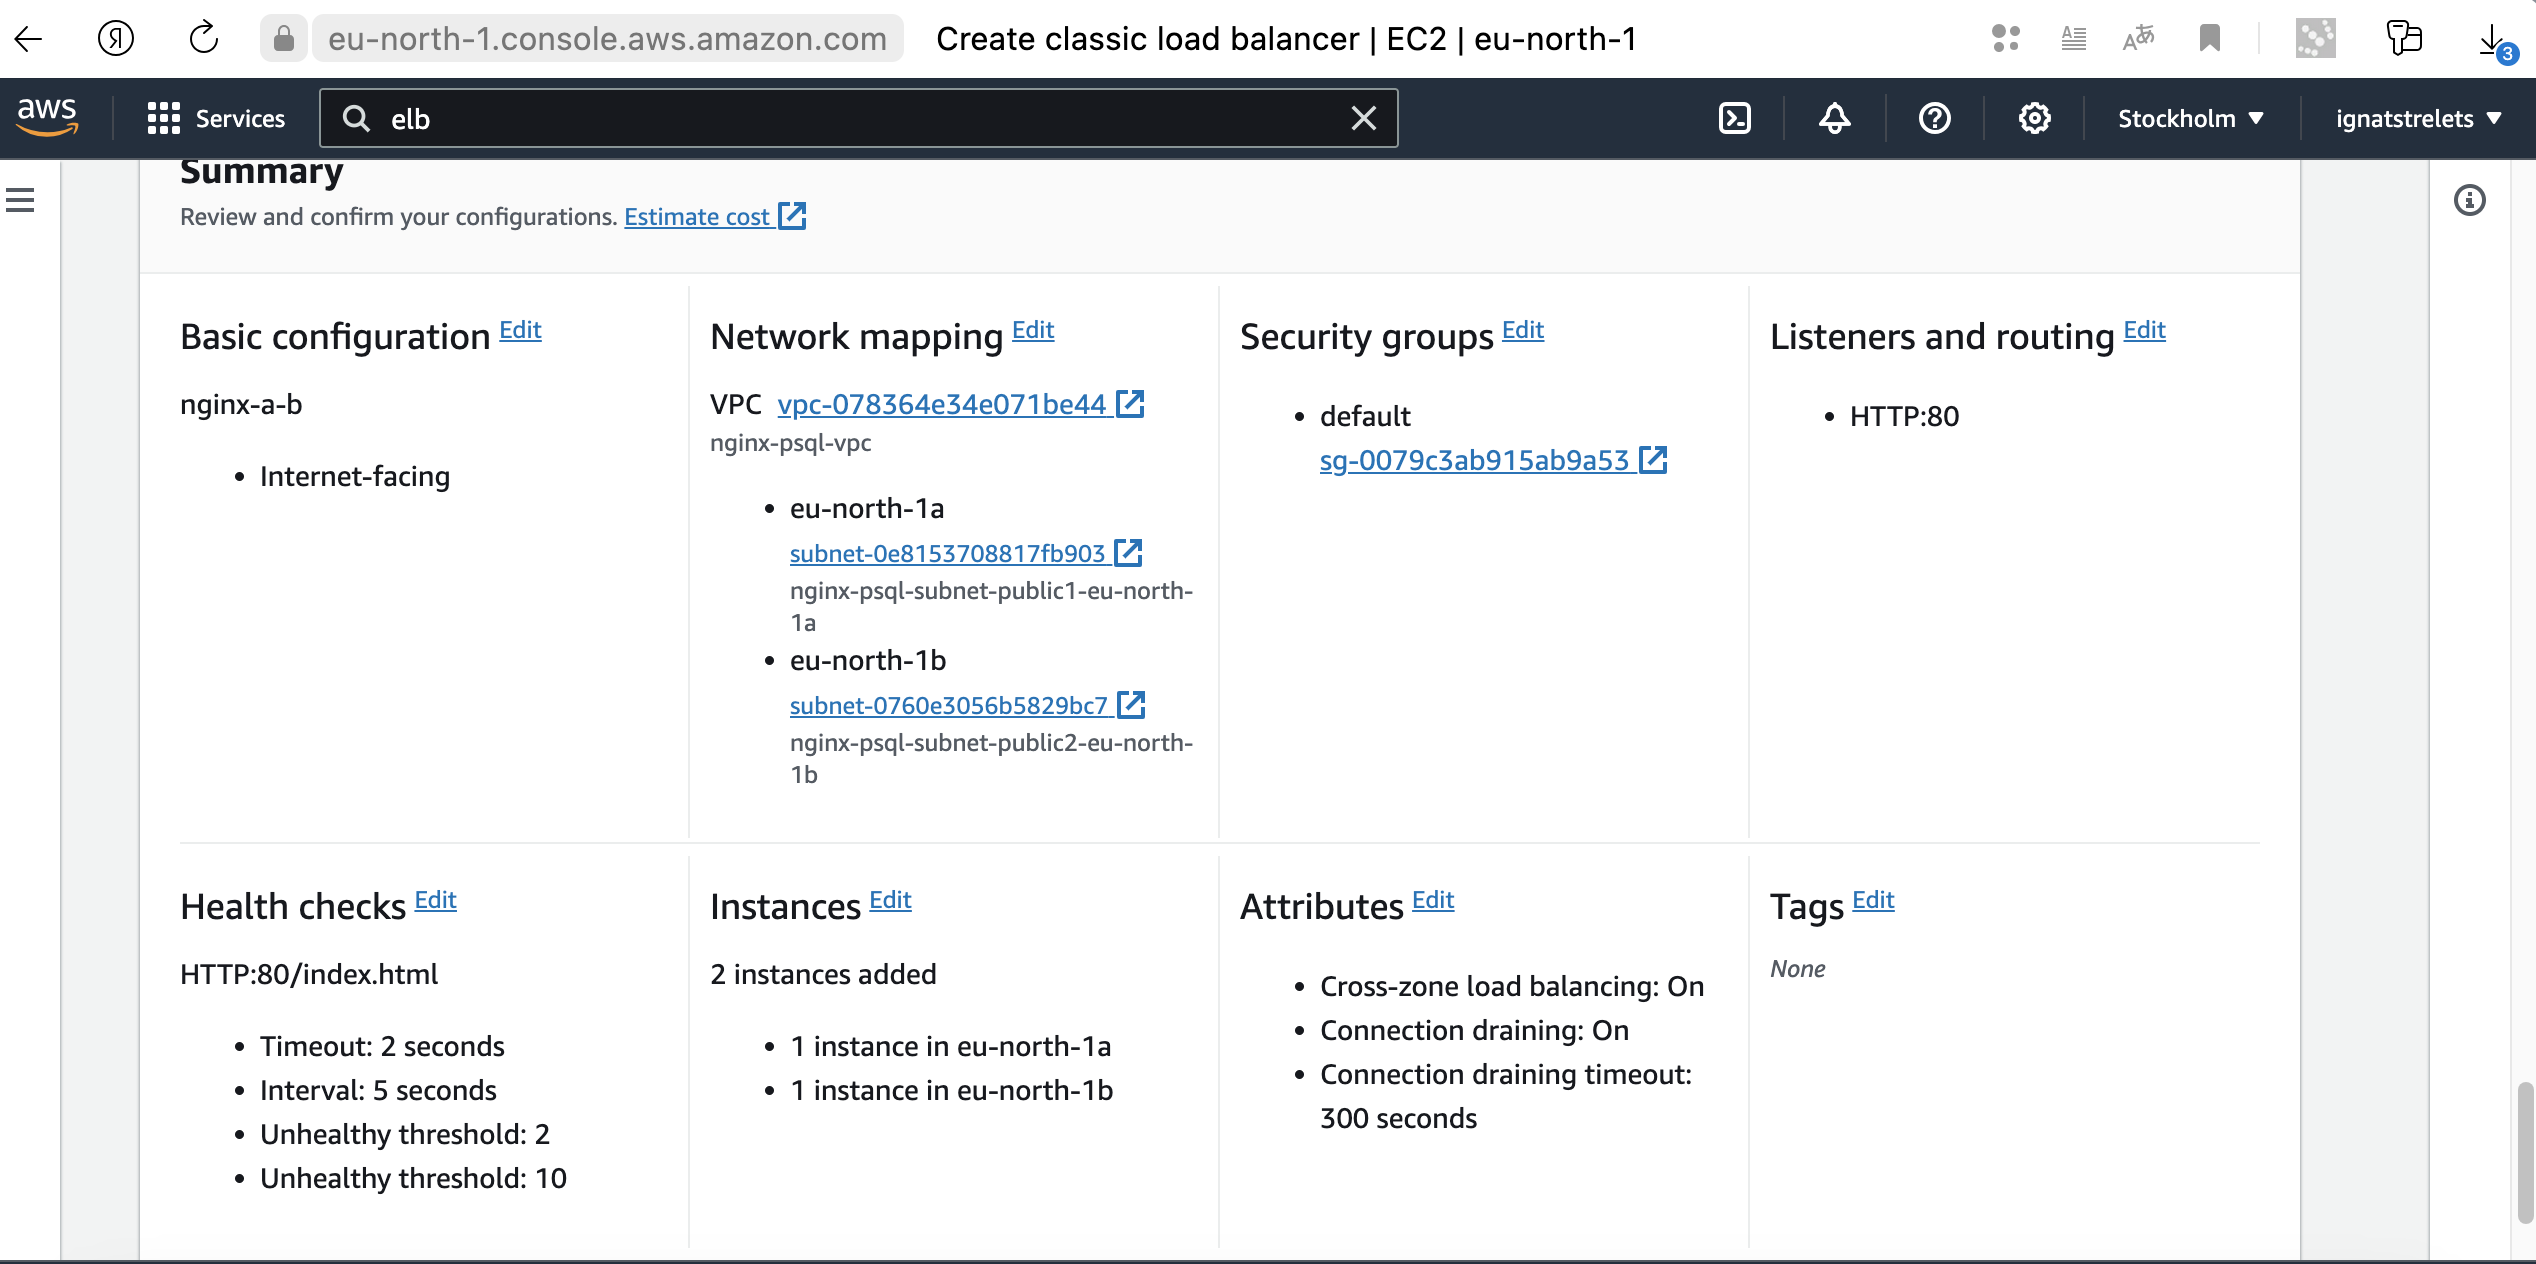 eu-north-1.console.aws.amazon.com
Create classic load balancer | EC2 | eu-north-1
3
aws
Services
elb
Stockholm
ignatstrelets
Summary
Review and confirm your configurations. Estimate cost
Basic configuration Edit
nginx-a-b
Internet-facing
Network mapping Edit
VPC vpc-078364e34e071be44
nginx-psql-vpc
eu-north-1a
subnet-0e8153708817fb903
nginx-psql-subnet-public1-eu-north-
1a
eu-north-1b
subnet-0760e3056b5829bc7
nginx-psql-subnet-public2-eu-north-
1b
Security groups Edit
default
sg-0079c3ab915ab9a53
Listeners and routing Edit
HTTP:80
Health checks Edit
HTTP:80/index.html
Timeout: 2 seconds
Interval: 5 seconds
Unhealthy threshold: 2
Unhealthy threshold: 10
Instances Edit
2 instances added
1 instance in eu-north-1a
1 instance in eu-north-1b
Attributes Edit
Cross-zone load balancing: On
Connection draining: On
Connection draining timeout:
300 seconds
Tags Edit
None